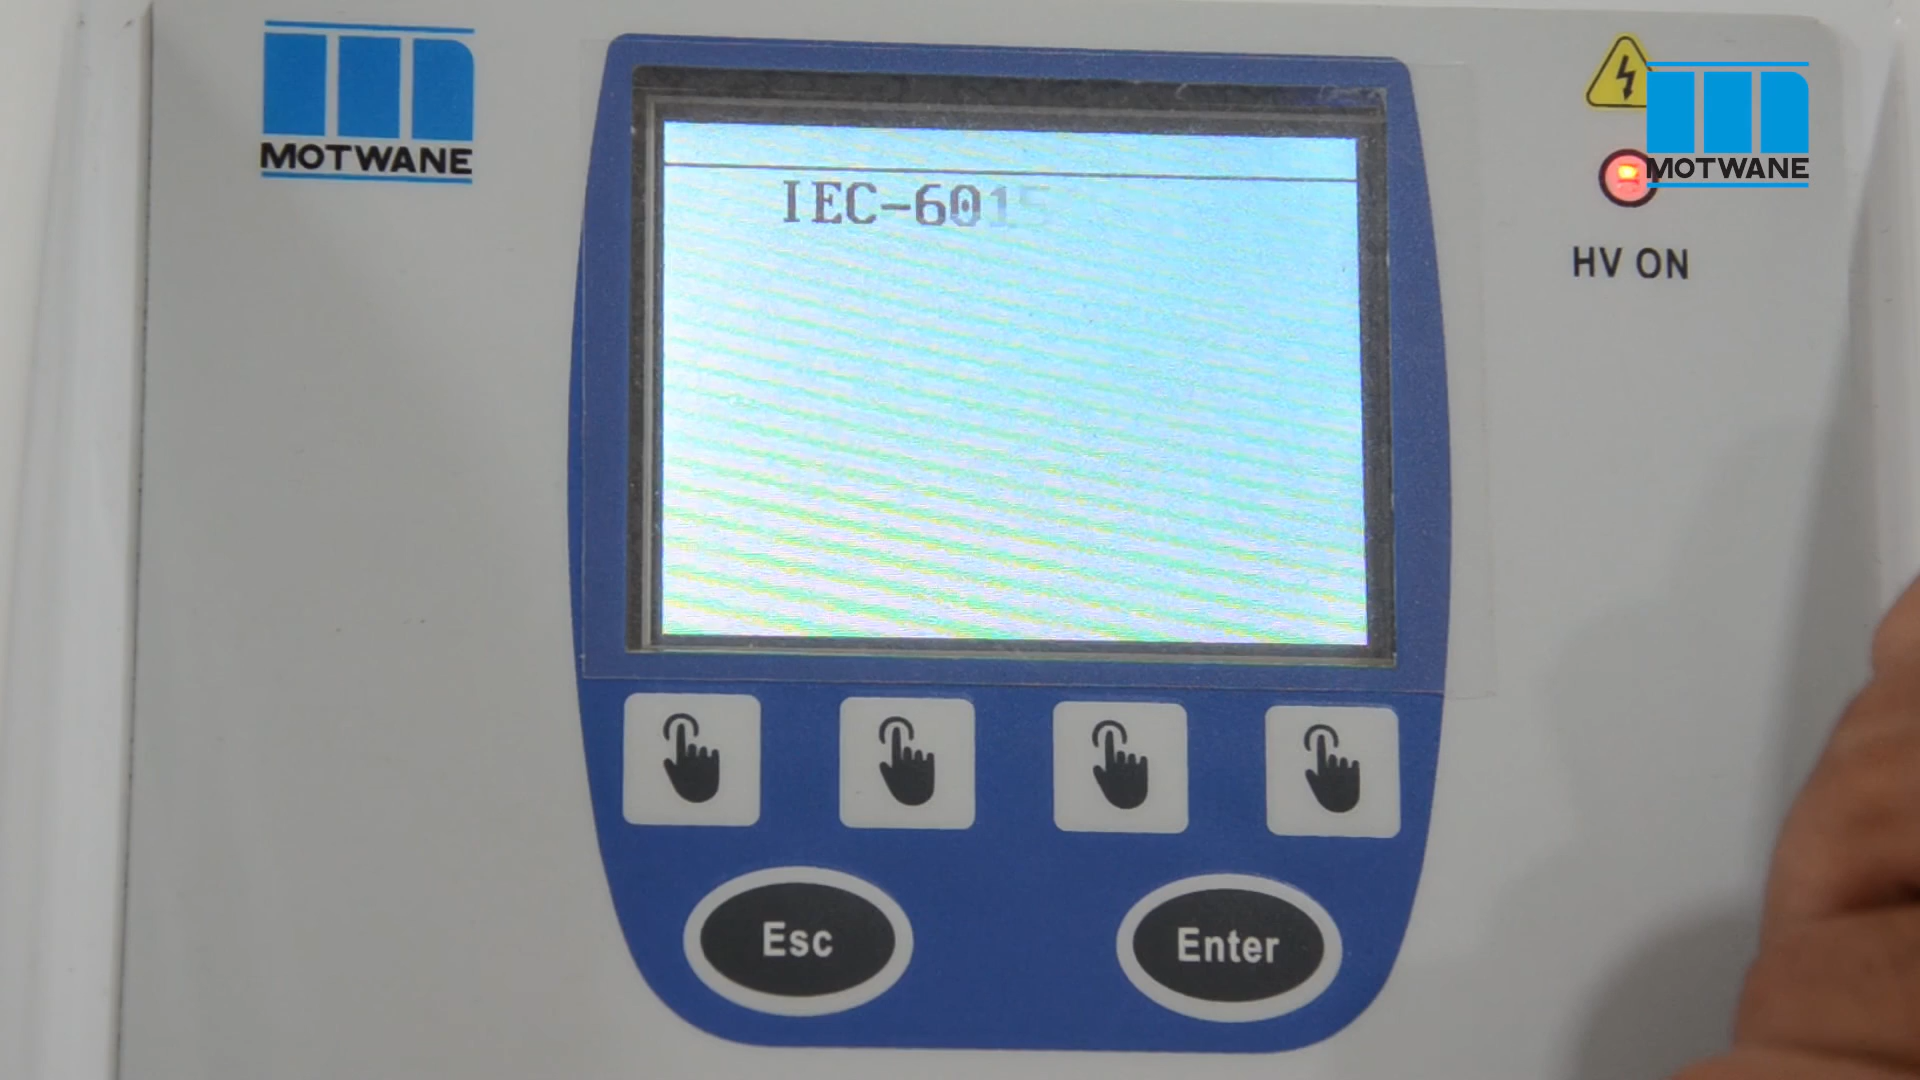 MOTWANE
MOTWANE
IEC-6015
HV ON
Esc
Enter